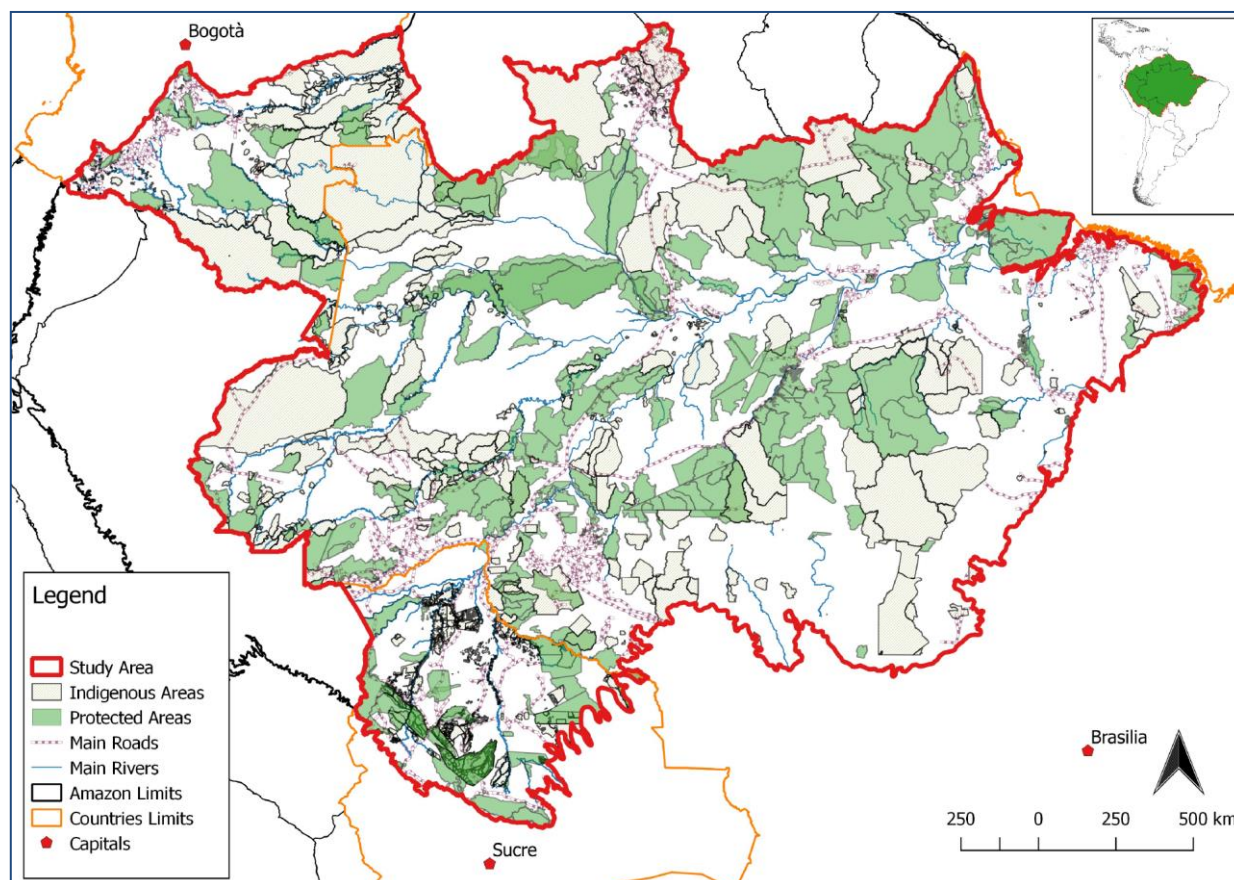 Bogotà
Legend
Study Area
Indigenous Areas
Protected Areas
Main Roads
Main Rivers
Amazon Limits
Countries Limits
Capitals
Brasilia
250 0 250 500 km
Sucre